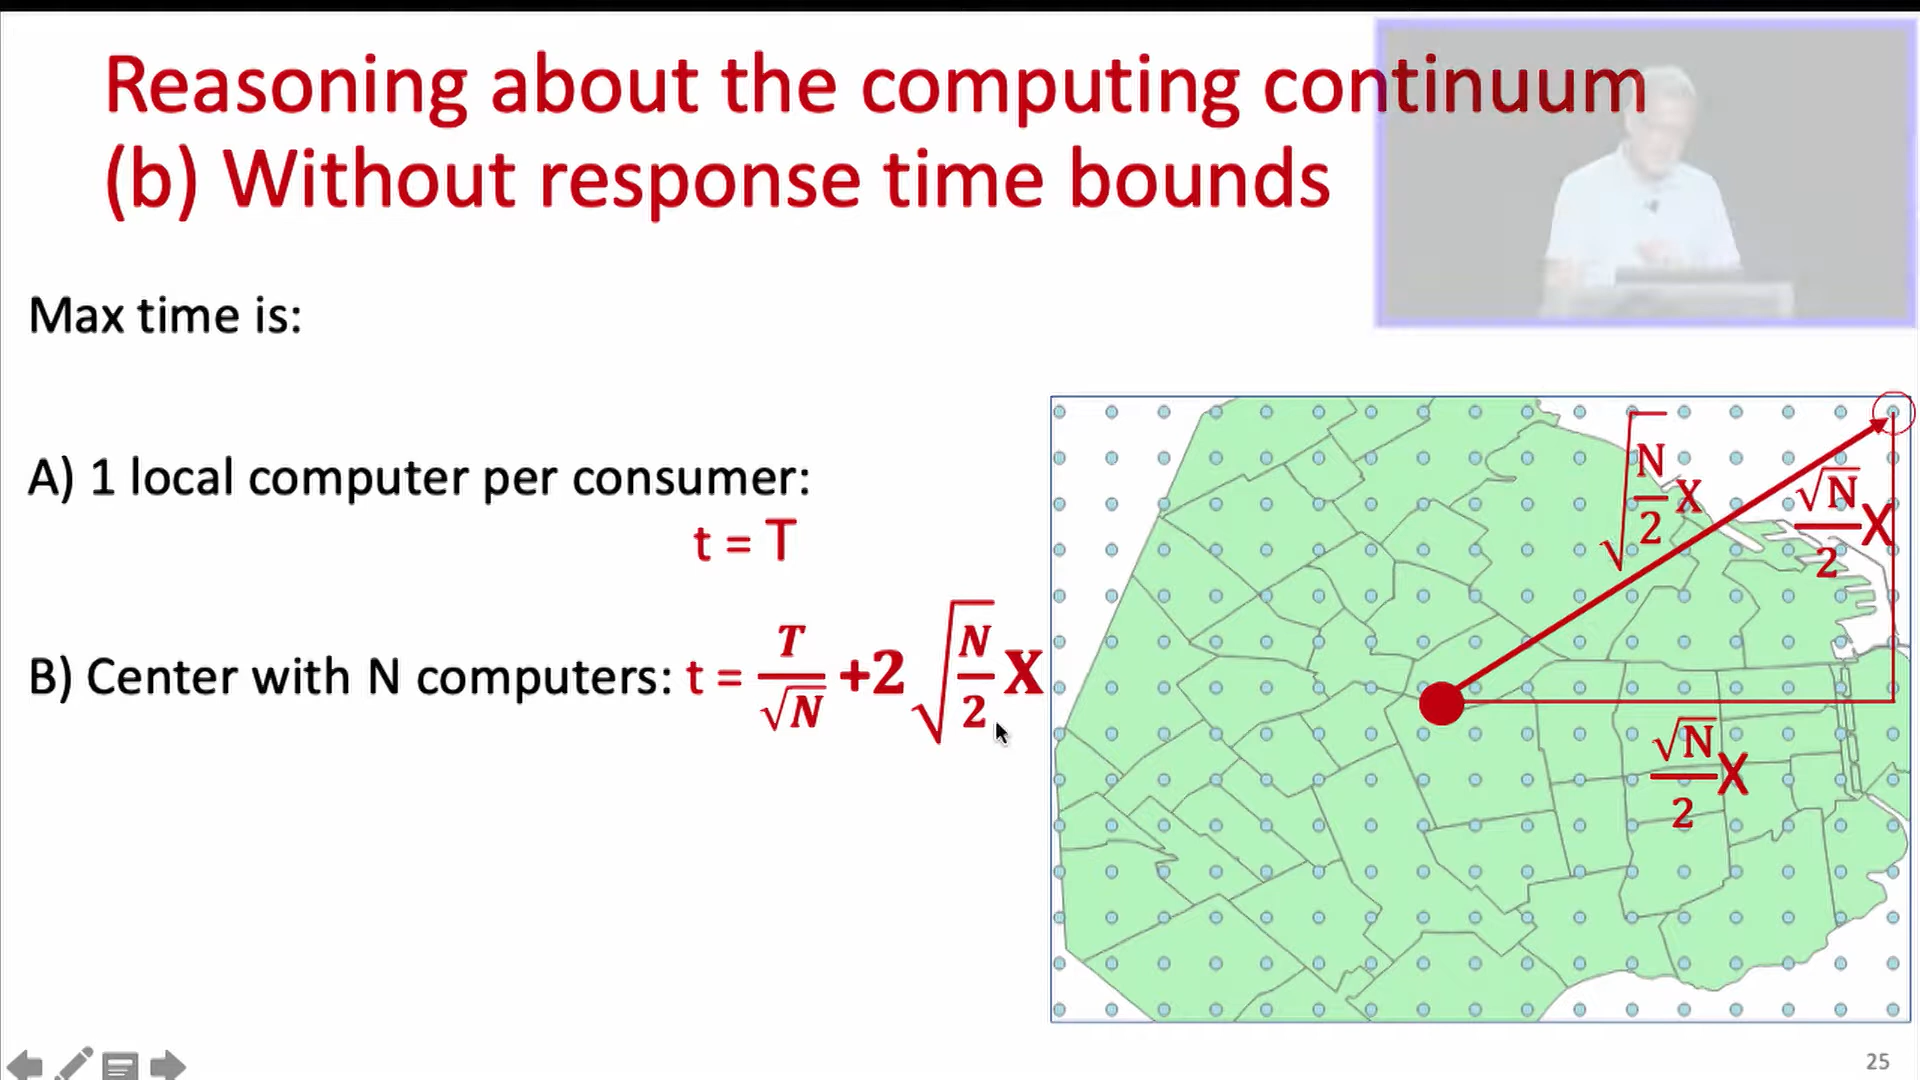 Reasoning about the computing continuum
(b) Without response time bounds
Max time is:
A) 1 local computer per consumer:
t = T
B) Center with N computers: t = T/√N +2 √(N/2) X
√(N/2) X
√N/2 X
√N/2 X
25